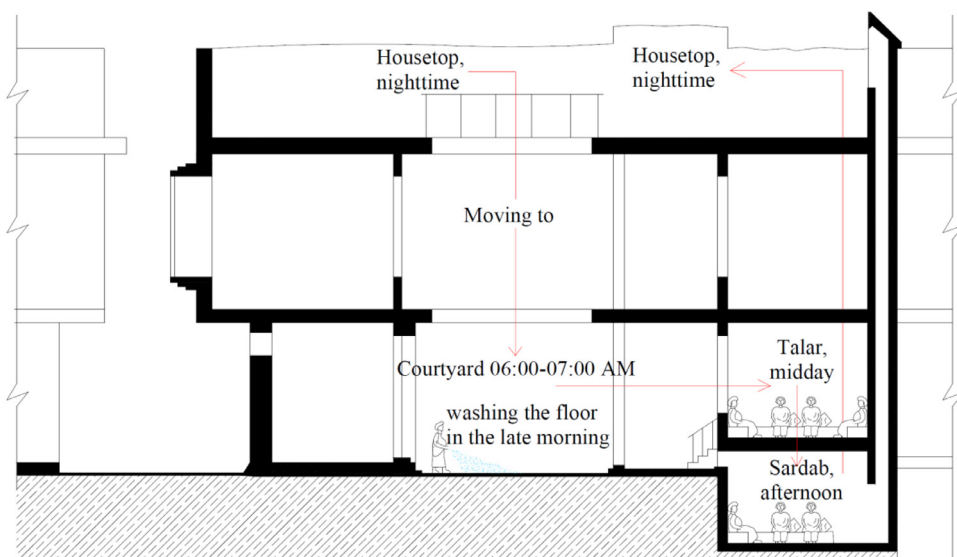 Housetop,
nighttime
Housetop,
nighttime
Moving to
Courtyard 06:00-07:00 AM
Talar,
midday
washing the floor
in the late morning
Sardab,
afternoon